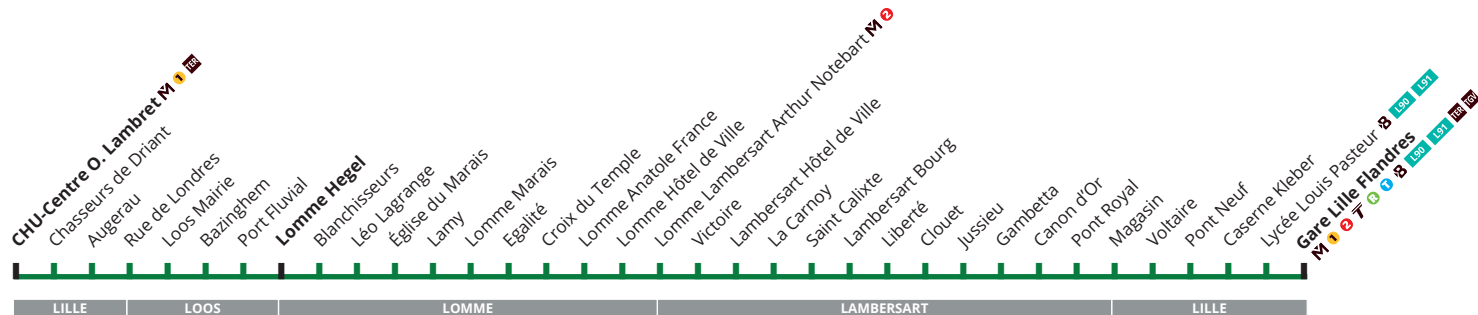 CHU-Centre O. Lambret M 1 TER
Chasseurs de Driant
Augerau
Rue de Londres
Loos Mairie
Bazinghem
Port Fluvial
Lomme Hegel
Blanchisseurs
Léo Lagrange
Église du Marais
Lamy
Lomme Marais
Egalité
Croix du Temple
Lomme Anatole France
Lomme Hôtel de Ville
Lomme Lambersart Arthur Notebart M 2
Victoire
Lambersart Hôtel de Ville
La Carnoy
Saint Calixte
Lambersart Bourg
Liberté
Clouet
Jussieu
Gambetta
Canon d'Or
Pont Royal
Magasin
Voltaire
Pont Neuf
Caserne Kleber
Lycée Louis Pasteur B L90 L91
Gare Lille Flandres
M 1 2 T R T B L90 L91 TER TGV
LILLE
LOOS
LOMME
LAMBERSART
LILLE